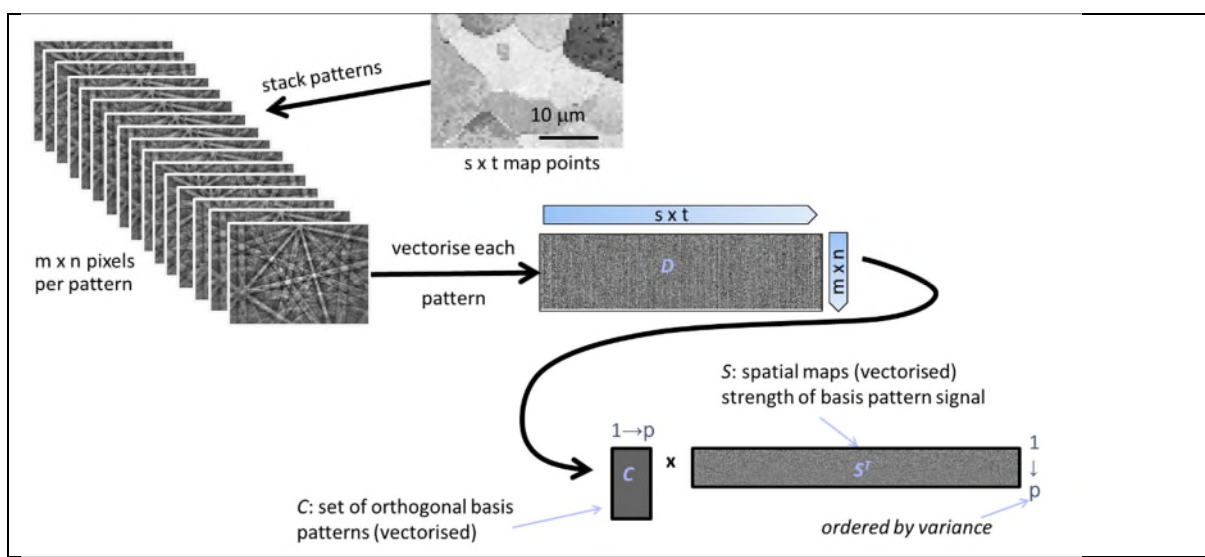 stack patterns
10 μm
s x t map points
m x n pixels
per pattern
vectorise each
pattern
s x t
D
m x n
S: spatial maps (vectorised)
strength of basis pattern signal
1→p
C
x
Sᵀ
1
↓
p
C: set of orthogonal basis
patterns (vectorised)
ordered by variance